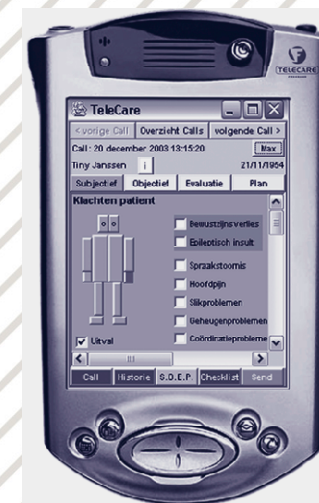 TELECARE
TeleCare
< vorige Call Overzicht Calls volgende Call >
Call: 20 december 2003 13:15:20 Max
Tiny Janssen i 21/11/1964
Subjectief Objectief Evaluatie Plan
Klachten patient
Bewustzijnsverlies
Epileptisch insult
Spraakstoornis
Hoofdpijn
Slikproblemen
Geheugenproblemen
Uitval
Coördinatieprobleme
Call Historie S.O.E.P. Checklist Send